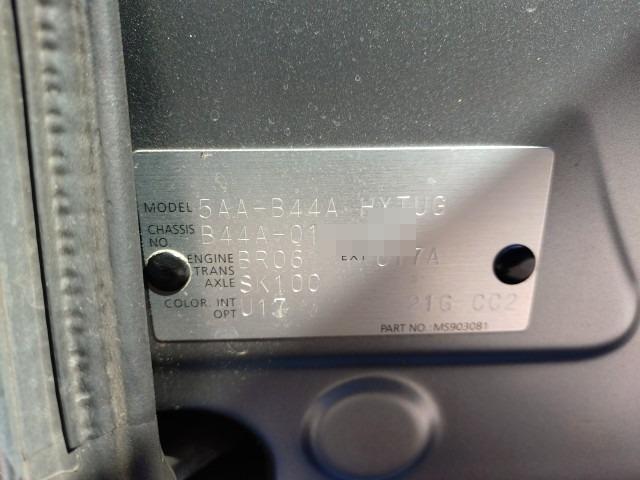 MODEL 5AA-B44A HXTUG
CHASSIS NO. B44A-01
ENGINE BR06 EXT U17A
TRANS AXLE SK100
COLOR. INT OPT U17 21G CC2
PART NO.: MS903081